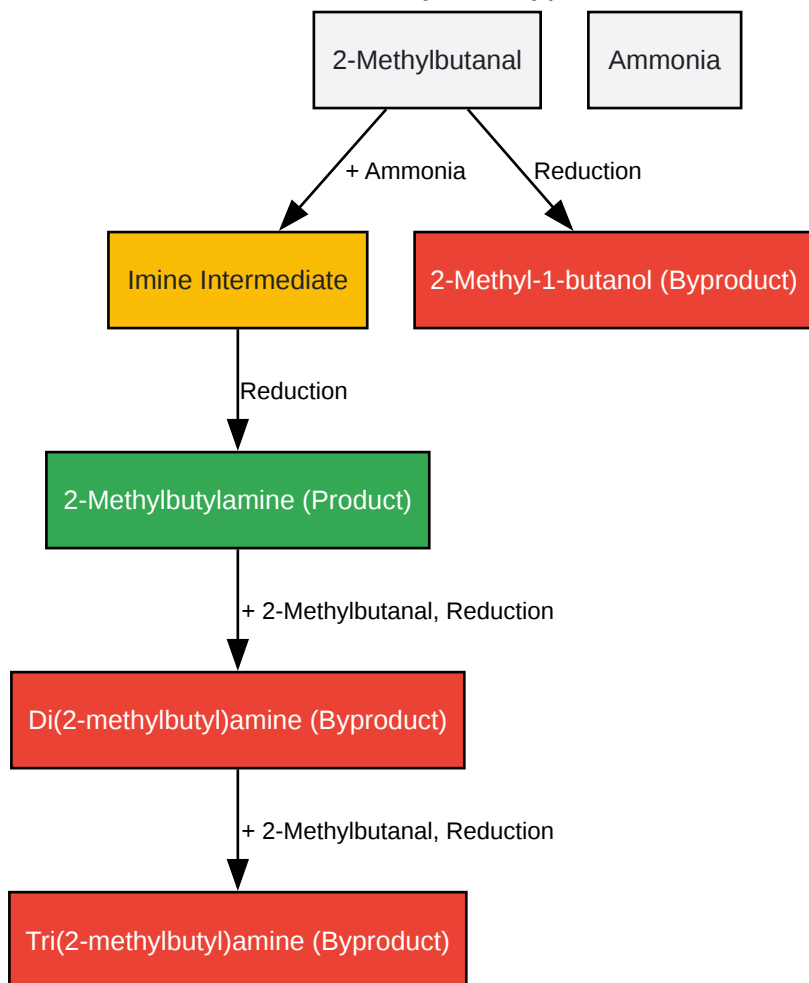 2-Methylbutanal
Ammonia
+ Ammonia
Reduction
Imine Intermediate
2-Methyl-1-butanol (Byproduct)
Reduction
2-Methylbutylamine (Product)
+ 2-Methylbutanal, Reduction
Di(2-methylbutyl)amine (Byproduct)
+ 2-Methylbutanal, Reduction
Tri(2-methylbutyl)amine (Byproduct)